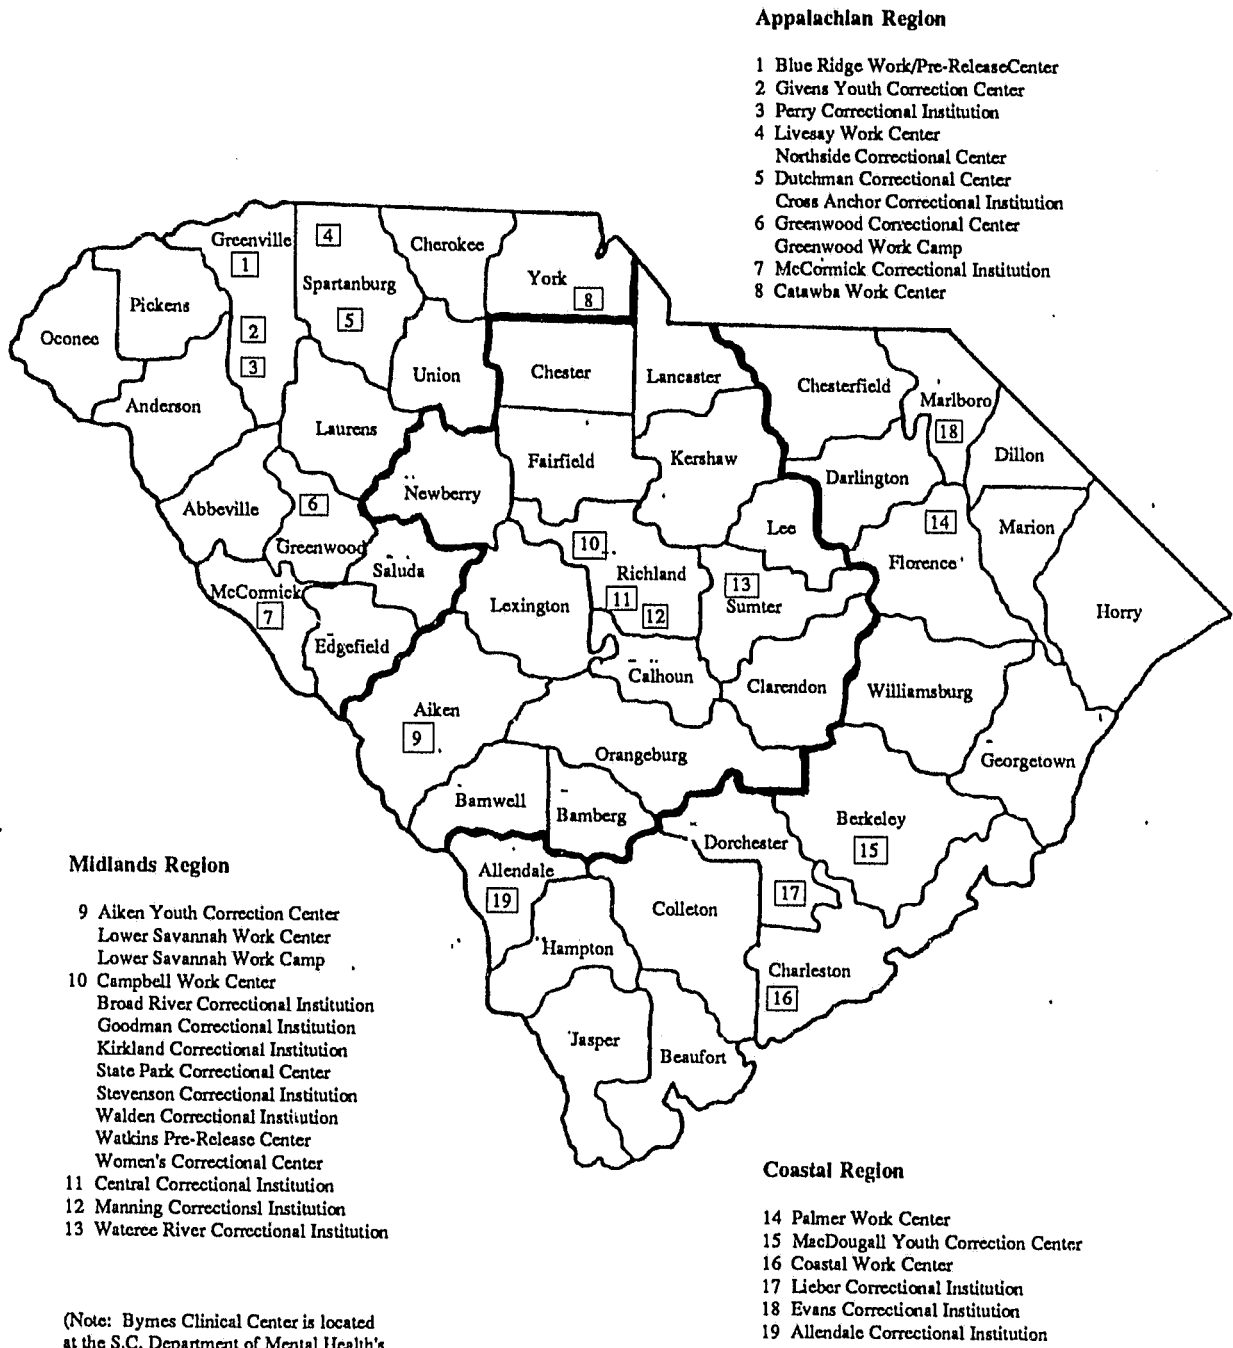 Appalachian Region
1 Blue Ridge Work/Pre-ReleaseCenter
2 Givens Youth Correction Center
3 Perry Correctional Institution
4 Livesay Work Center
Northside Correctional Center
5 Dutchman Correctional Center
Cross Anchor Correctional Institution
6 Greenwood Correctional Center
Greenwood Work Camp
7 McCormick Correctional Institution
8 Catawba Work Center
Greenville
1
4
Cherokee
York
8
Spartanburg
5
Pickens
Oconee
2
3
Anderson
Union
Chester
Lancaster
Chesterfield
Marlboro
18
Dillon
Laurens
Fairfield
Kershaw
Darlington
Newberry
Abbeville
6
Greenwood
Lee
14
Marion
Florence
10
Richland
11
12
13
Sumter
Saluda
McCormick
7
Lexington
Horry
Edgefield
Calhoun
Clarendon
Williamsburg
Aiken
9
Orangeburg
Georgetown
Barnwell
Bamberg
Berkeley
15
Dorchester
17
Allendale
19
Colleton
Hampton
Charleston
16
Jasper
Beaufort
Midlands Region
9 Aiken Youth Correction Center
Lower Savannah Work Center
Lower Savannah Work Camp
10 Campbell Work Center
Broad River Correctional Institution
Goodman Correctional Institution
Kirkland Correctional Institution
State Park Correctional Center
Stevenson Correctional Institution
Walden Correctional Institution
Watkins Pre-Release Center
Women's Correctional Center
11 Central Correctional Institution
12 Manning Correctionsl Institution
13 Wateree River Correctional Institution
(Note: Byrnes Clinical Center is located
at the S.C. Department of Mental Health's
Coastal Region
14 Palmer Work Center
15 MacDougall Youth Correction Center
16 Coastal Work Center
17 Lieber Correctional Institution
18 Evans Correctional Institution
19 Allendale Correctional Institution